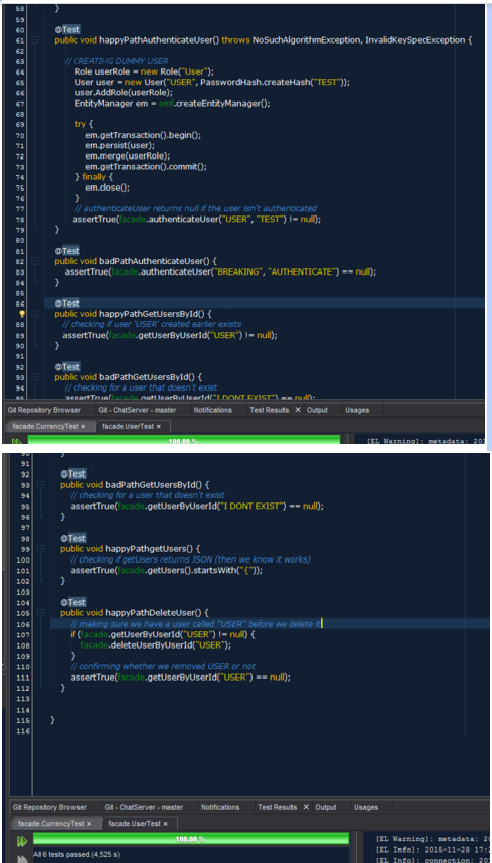 58 }
59
60 @Test
61 public void happyPathAuthenticateUser() throws NoSuchAlgorithmException, InvalidKeySpecException {
62
63 // CREATING DUMMY USER
64 Role userRole = new Role("User");
65 User user = new User("USER", PasswordHash.createHash("TEST"));
66 user.AddRole(userRole);
67 EntityManager em = emf.createEntityManager();
68
69 try {
70 em.getTransaction().begin();
71 em.persist(user);
72 em.merge(userRole);
73 em.getTransaction().commit();
74 } finally {
75 em.close();
76 }
77 // authenticateUser returns null if the user isn't authenticated
78 assertTrue(facade.authenticateUser("USER", "TEST") != null);
79 }
80
81 @Test
82 public void badPathAuthenticateUser() {
83 assertTrue(facade.authenticateUser("BREAKING", "AUTHENTICATE") == null);
84 }
85
86 @Test
public void happyPathGetUsersById() {
88 // checking if user 'USER' created earlier exists
89 assertTrue(facade.getUserByUserId("USER") != null);
90 }
91
92 @Test
93 public void badPathGetUsersById() {
94 // checking for a user that doesn't exist
95 assertTrue(facade.getUserByUserId("I DONT EXIST") == null);
Git Repository Browser Git - ChatServer - master Notifications Test Results × Output Usages
facade.CurrencyTest × facade.UserTest ×
100,00 % [EL Warning]: metadata: 201
90 }
91
92 @Test
93 public void badPathGetUsersById() {
94 // checking for a user that doesn't exist
95 assertTrue(facade.getUserByUserId("I DONT EXIST") == null);
96 }
97
98 @Test
99 public void happyPathgetUsers() {
100 // checking if getUsers returns JSON (then we know it works)
101 assertTrue(facade.getUsers().startsWith("{"));
102 }
103
104 @Test
105 public void happyPathDeleteUser() {
106 // making sure we have a user called "USER" before we delete it
107 if (facade.getUserByUserId("USER") != null) {
108 facade.deleteUserByUserId("USER");
109 }
110 // confirming whether we removed USER or not
111 assertTrue(facade.getUserByUserId("USER") == null);
112 }
113
114
115 }
116
Git Repository Browser Git - ChatServer - master Notifications Test Results × Output Usages
facade.CurrencyTest × facade.UserTest ×
100,00 % [EL Warning]: metadata: 20
All 6 tests passed.(4,525 s) [EL Info]: 2015-11-28 17:2
[EL Info]: connection: 201